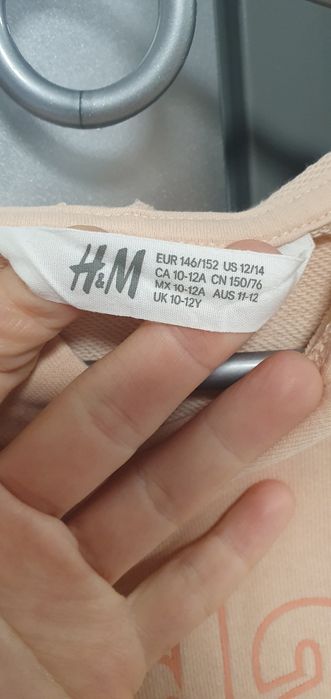 H&M
EUR 146/152 US 12/14
CA 10-12A CN 150/76
MX 10-12A AUS 11-12
UK 10-12Y